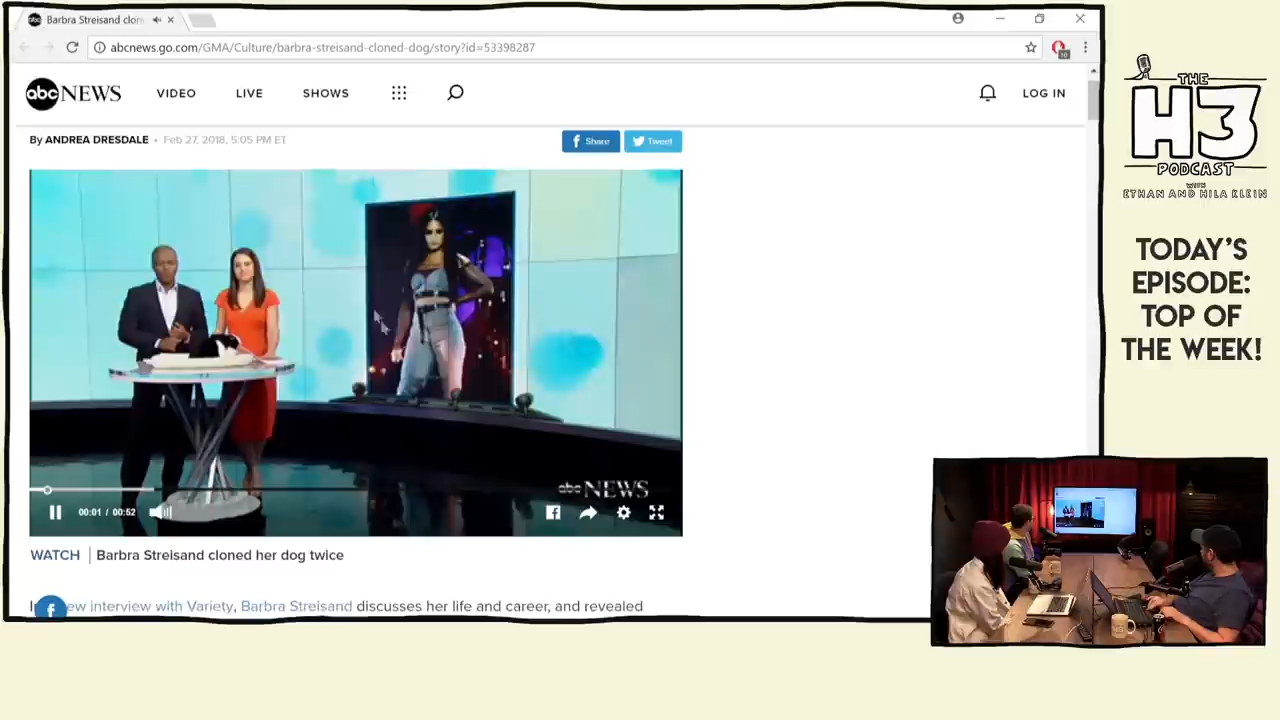 Barbra Streisand clon
abcnews.go.com/GMA/Culture/barbra-streisand-cloned-dog/story?id=53398287
abc NEWS VIDEO LIVE SHOWS LOG IN
By ANDREA DRESDALE • Feb 27, 2018, 5:05 PM ET
Share
Tweet
abc NEWS
00:01 / 00:52
WATCH Barbra Streisand cloned her dog twice
ew interview with Variety, Barbra Streisand discusses her life and career, and revealed
THE
H3
PODCAST
WITH
ETHAN AND HILA KLEIN
TODAY'S
EPISODE:
TOP OF
THE WEEK!